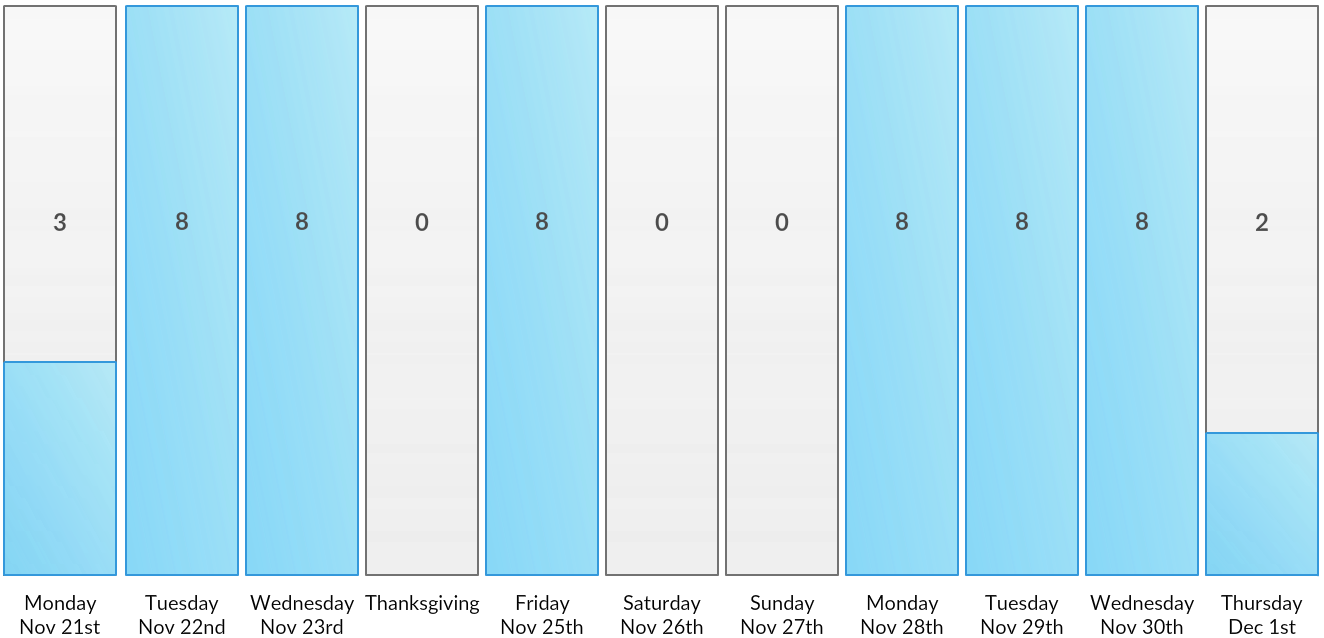 3 8 8 0 8 0 0 8 8 8 2
Monday Tuesday Wednesday Thanksgiving Friday Saturday Sunday Monday Tuesday Wednesday Thursday
Nov 21st Nov 22nd Nov 23rd Nov 25th Nov 26th Nov 27th Nov 28th Nov 29th Nov 30th Dec 1st